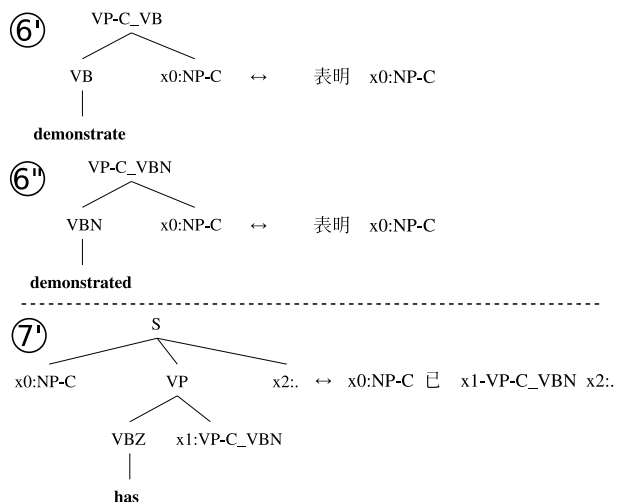 6' VP-C_VB
VB x0:NP-C ↔ 表明 x0:NP-C
demonstrate
6" VP-C_VBN
VBN x0:NP-C ↔ 表明 x0:NP-C
demonstrated
7' S
x0:NP-C VP x2:. ↔ x0:NP-C 已 x1-VP-C_VBN x2:.
VBZ x1:VP-C_VBN
has